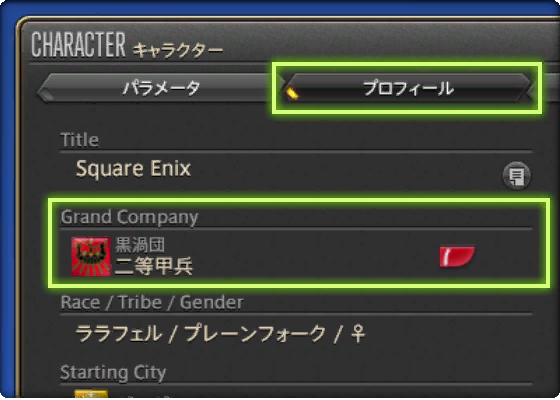 CHARACTER キャラクター
パラメータ
プロフィール
Title
Square Enix
Grand Company
黒渦団
二等甲兵
Race / Tribe / Gender
ララフェル / プレーンフォーク / ♀
Starting City